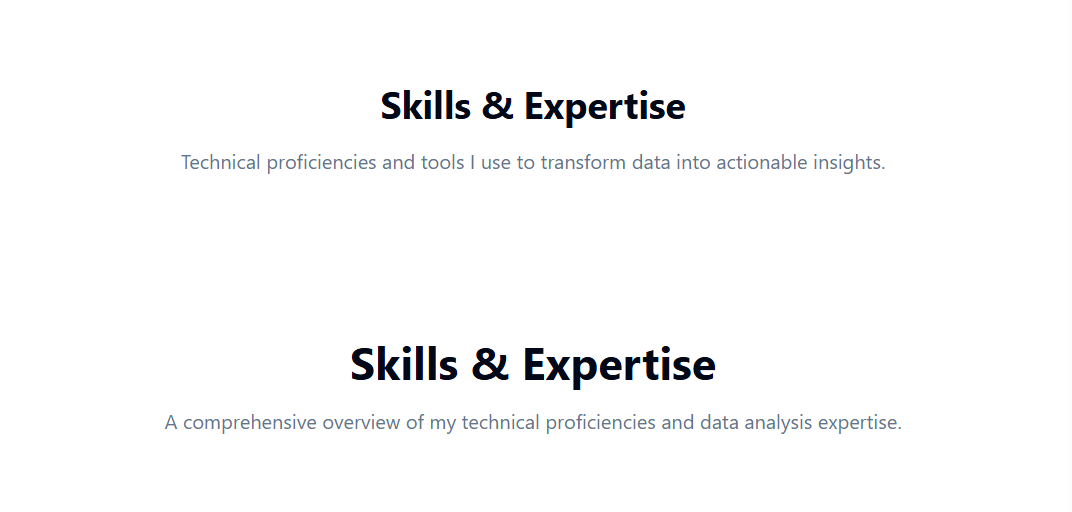 Skills & Expertise
Technical proficiencies and tools I use to transform data into actionable insights.
Skills & Expertise
A comprehensive overview of my technical proficiencies and data analysis expertise.